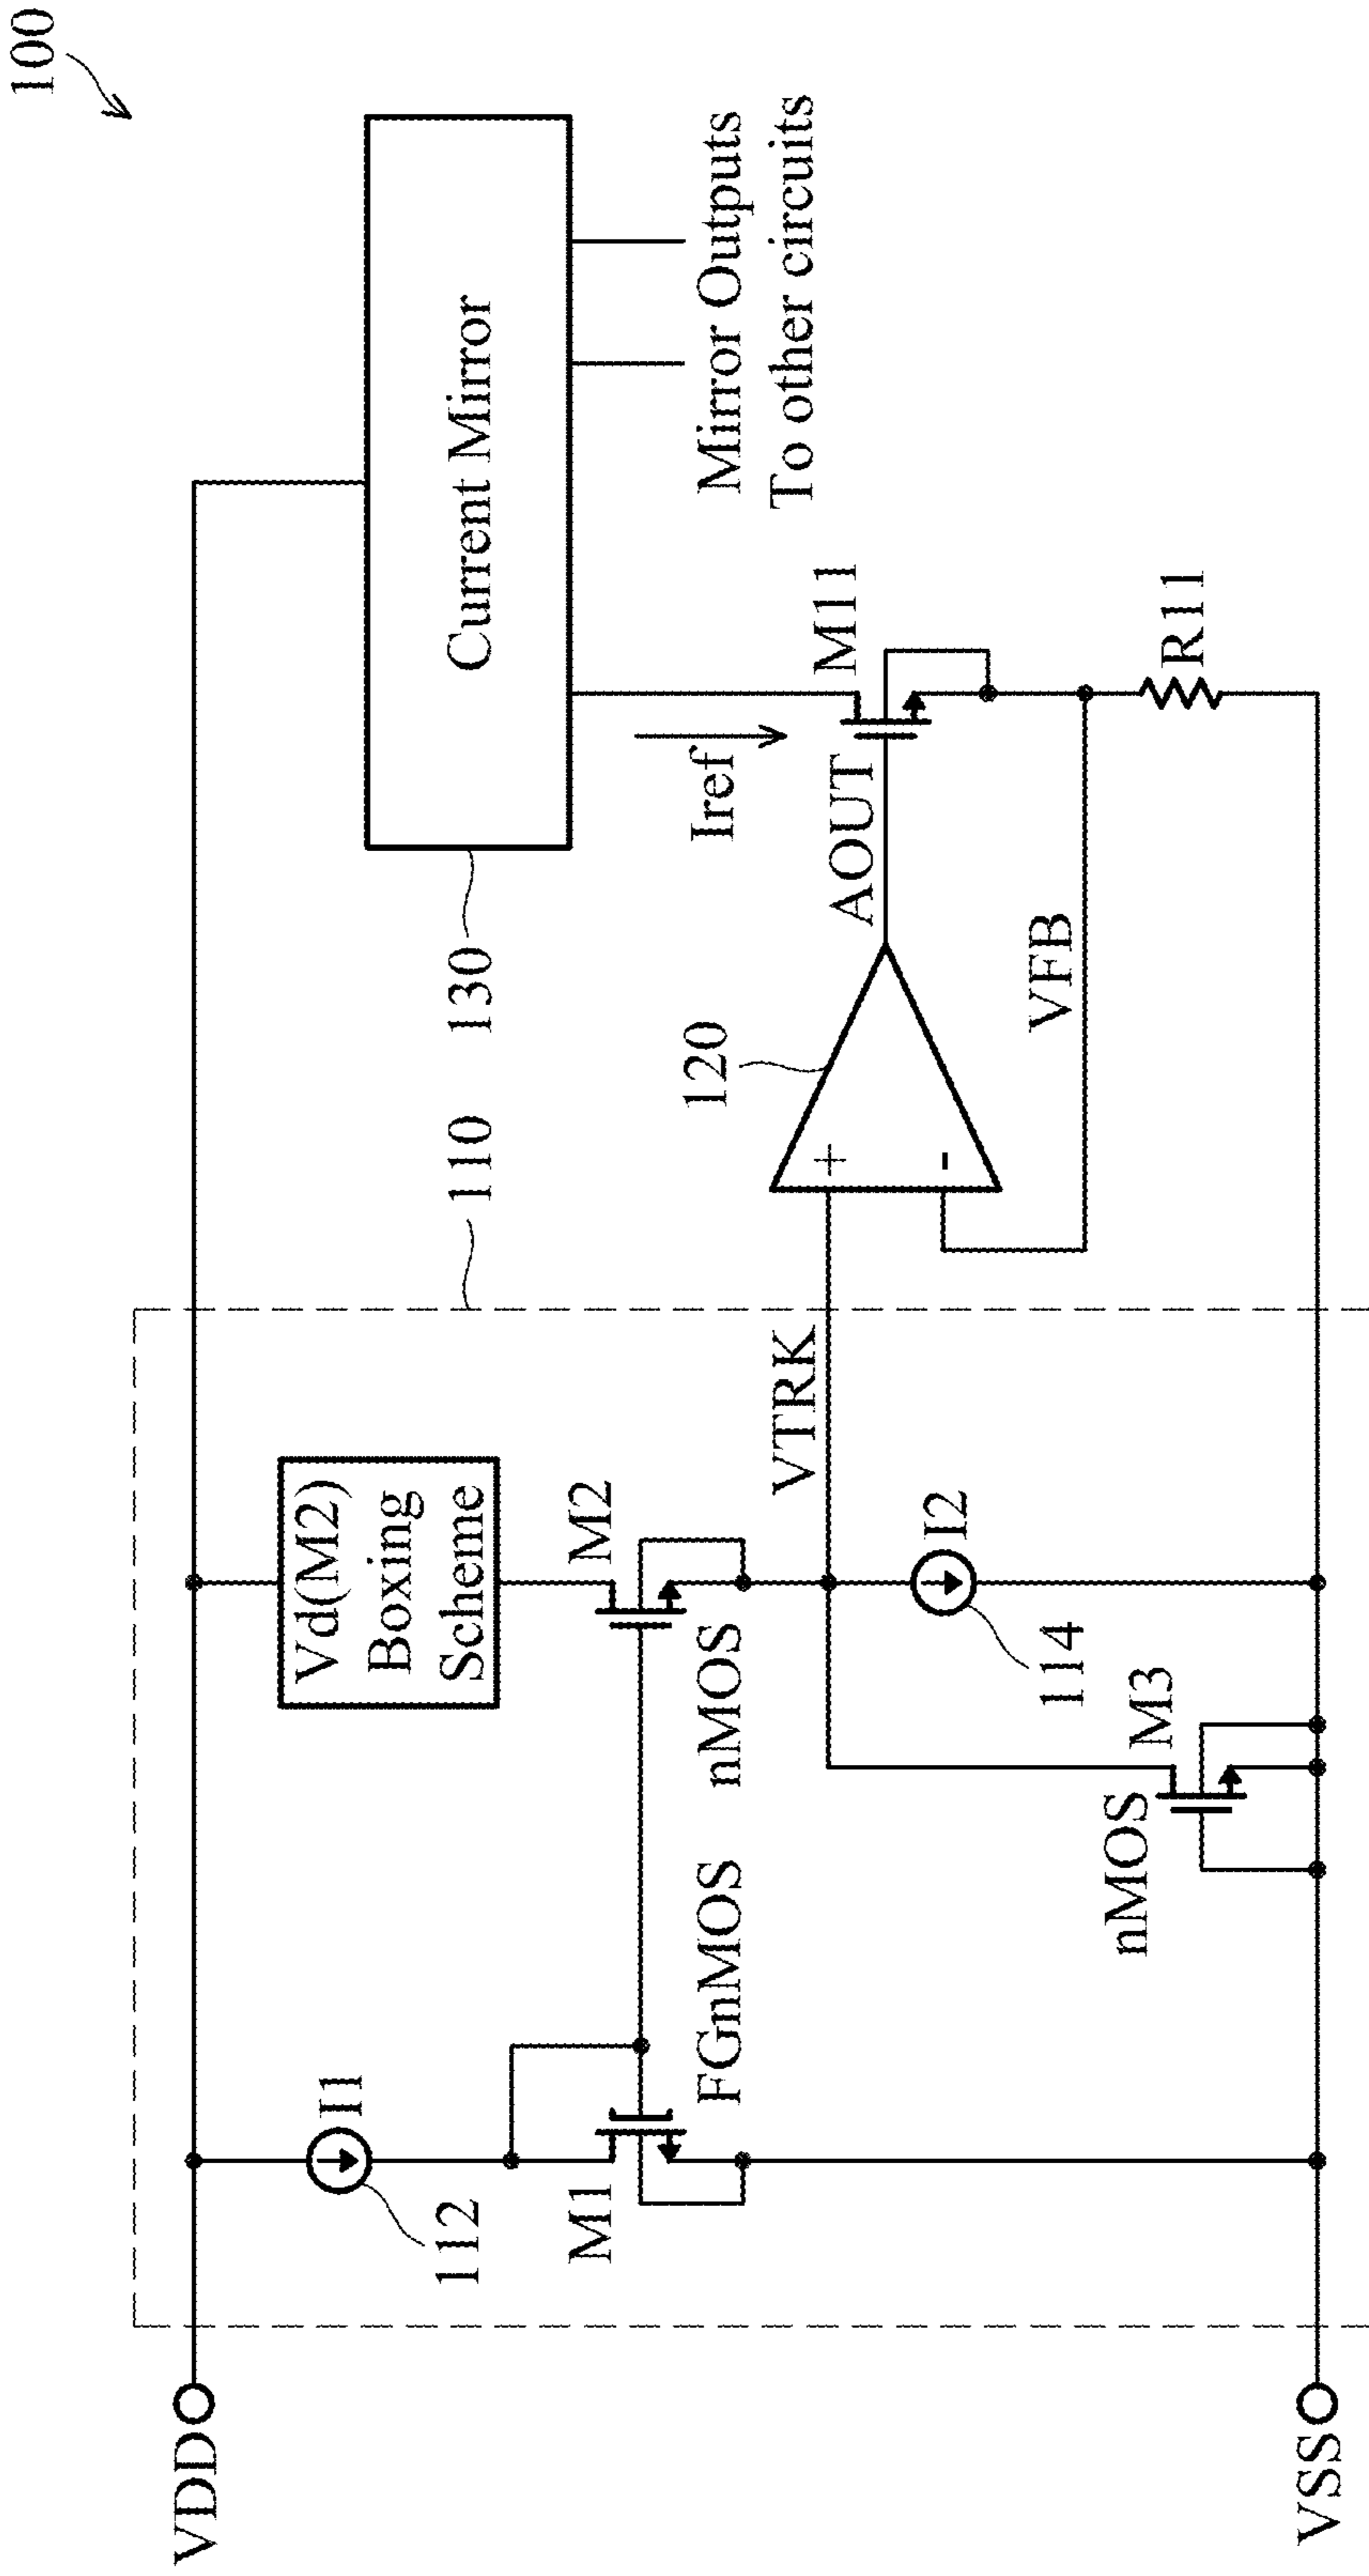 100
VDD
VSS
110
I1
112
M1
FGnMOS
Vd(M2)
Boxing
Scheme
M2
nMOS
VTRK
I2
114
M3
nMOS
120
+
-
AOUT
VFB
130
Current Mirror
Mirror Outputs
To other circuits
Iref
M11
R11